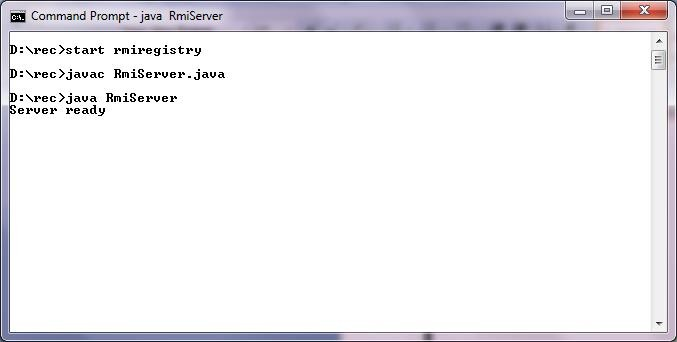 Command Prompt - java  RmiServer
D:\rec>start rmiregistry
D:\rec>javac RmiServer.java
D:\rec>java RmiServer
Server ready